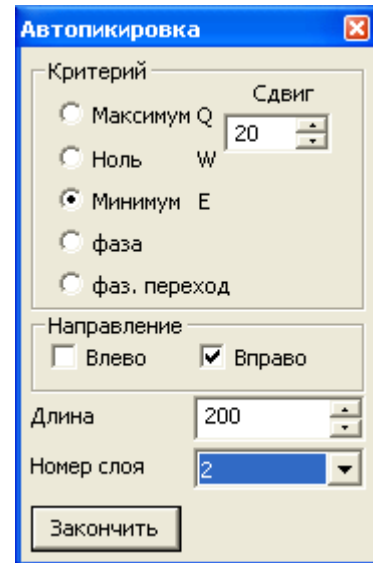 Автопикировка
Критерий
Сдвиг
Максимум Q
20
Ноль W
Минимум E
фаза
фаз. переход
Направление
Влево Вправо
Длина 200
Номер слоя 2
Закончить